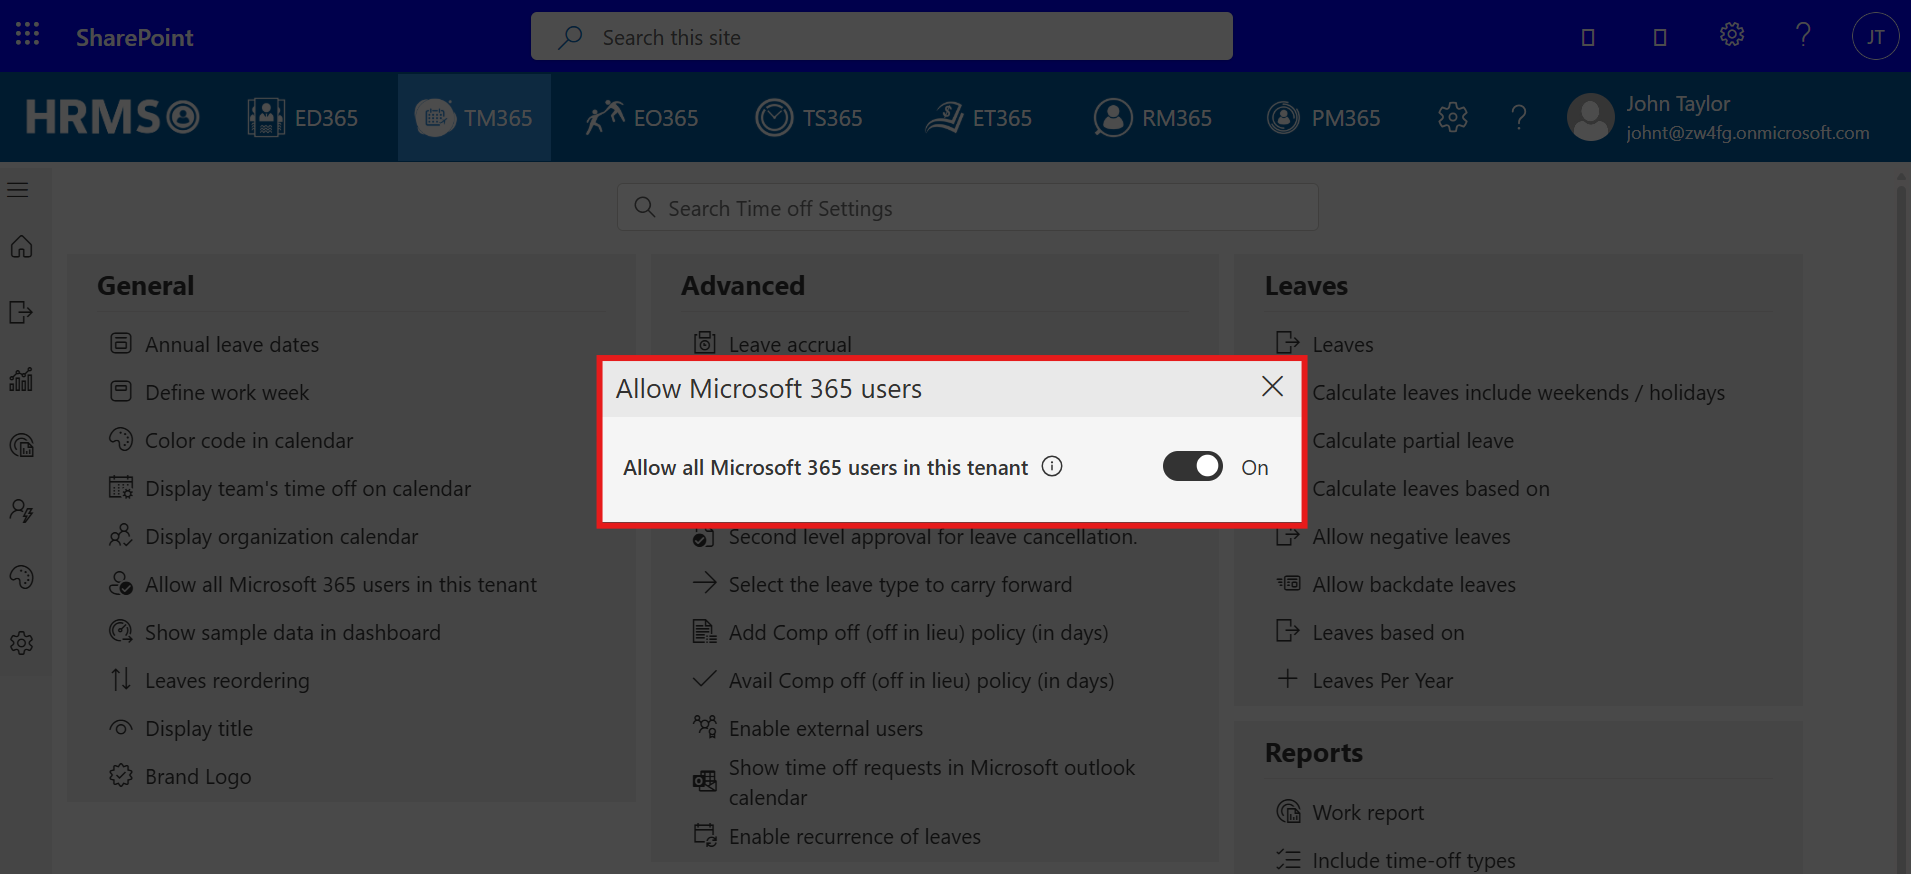 SharePoint
Search this site
JT
HRMS
ED365
TM365
EO365
TS365
ET365
RM365
PM365
John Taylor
johnt@zw4fg.onmicrosoft.com
Search Time off Settings
General
Annual leave dates
Define work week
Color code in calendar
Display team's time off on calendar
Display organization calendar
Allow all Microsoft 365 users in this tenant
Show sample data in dashboard
Leaves reordering
Display title
Brand Logo
Advanced
Leave accrual
Allow Microsoft 365 users
Allow all Microsoft 365 users in this tenant
On
Second level approval for leave cancellation.
Select the leave type to carry forward
Add Comp off (off in lieu) policy (in days)
Avail Comp off (off in lieu) policy (in days)
Enable external users
Show time off requests in Microsoft outlook
calendar
Enable recurrence of leaves
Leaves
Leaves
Calculate leaves include weekends / holidays
Calculate partial leave
Calculate leaves based on
Allow negative leaves
Allow backdate leaves
Leaves based on
Leaves Per Year
Reports
Work report
Include time-off types